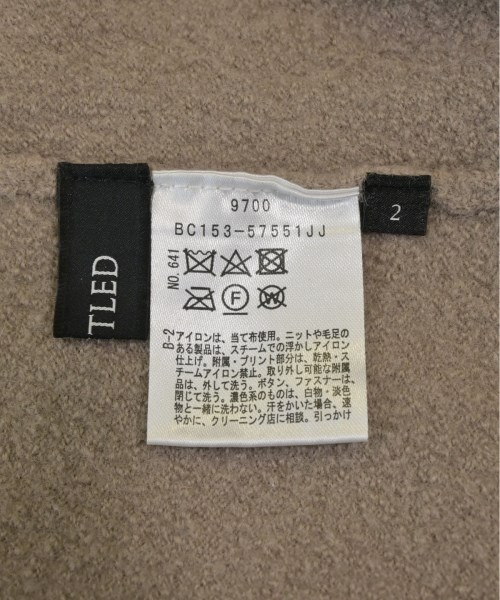 TLED
9700
BC153-57551JJ
NO. 641
F
W
B-2
アイロンは、当て布使用。ニットや毛足の
ある製品は、スチームでの浮かしアイロン
仕上げ。附属・プリント部分は、乾熱・ス
チームアイロン禁止。取り外し可能な附属
品は、外して洗う。ボタン、ファスナーは、
閉じて洗う。濃色系のものは、白物・淡色
物と一緒に洗わない。汗をかいた場合、速
やかに、クリーニング店に相談。引っかけ
2